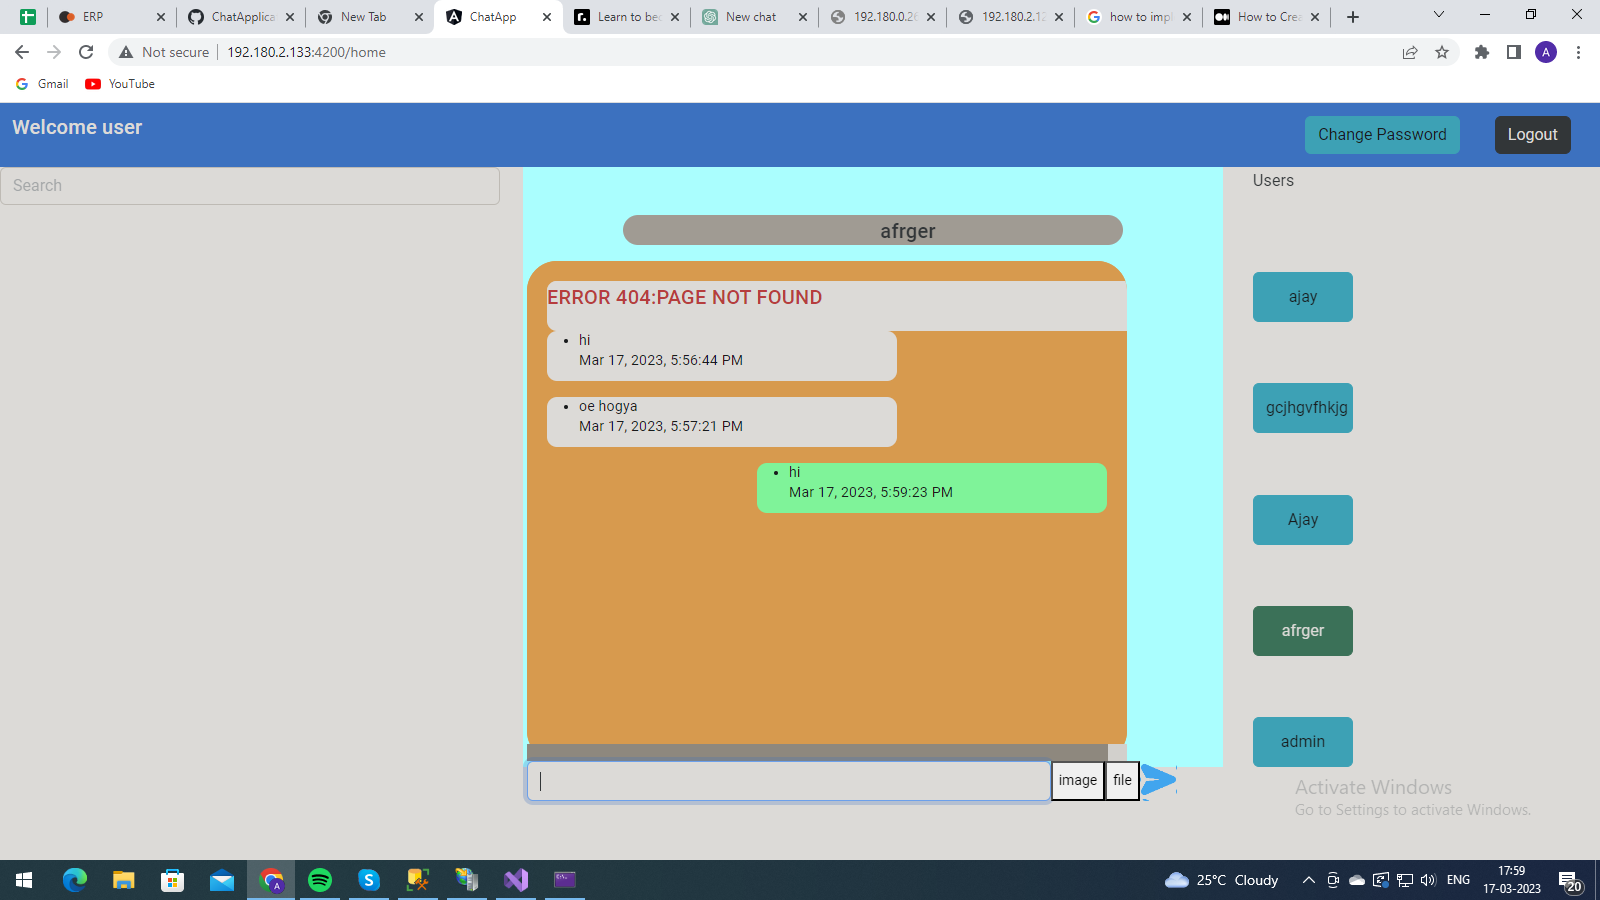 ERP
ChatApplica
New Tab
ChatApp
Learn to bec
New chat
192.180.0.26
192.180.2.12
how to impl
How to Crea
Not secure
192.180.2.133:4200/home
A
Gmail
YouTube
Welcome user
Change Password
Logout
Search
Users
afrger
ERROR 404:PAGE NOT FOUND
hi
Mar 17, 2023, 5:56:44 PM
oe hogya
Mar 17, 2023, 5:57:21 PM
hi
Mar 17, 2023, 5:59:23 PM
ajay
gcjhgvfhkjg
Ajay
afrger
admin
image
file
Activate Windows
Go to Settings to activate Windows.
25°C Cloudy
ENG
17:59
17-03-2023
20